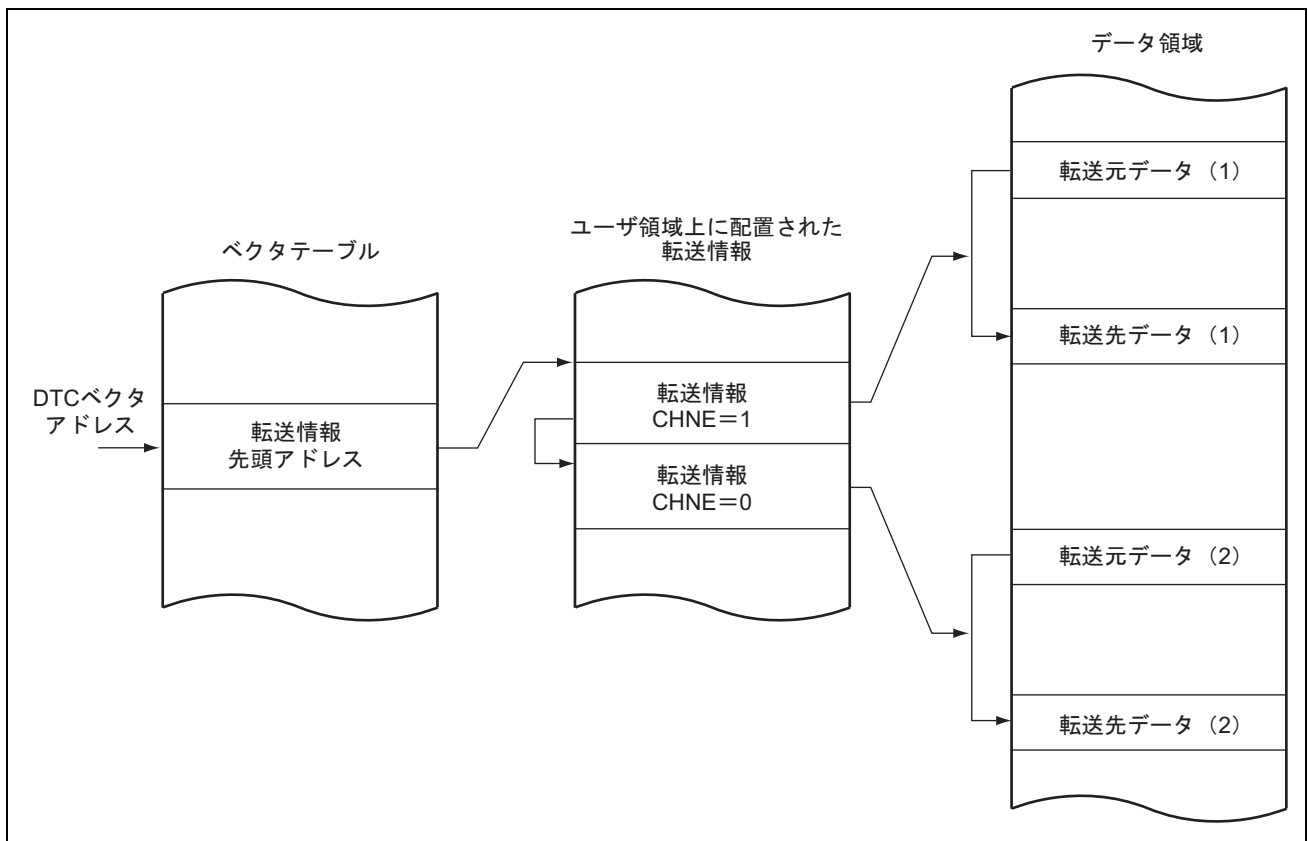 データ領域
転送元データ（1）
ユーザ領域上に配置された
転送情報
ベクタテーブル
転送先データ（1）
DTCベクタ
アドレス
転送情報
先頭アドレス
転送情報
CHNE＝1
転送情報
CHNE＝0
転送元データ（2）
転送先データ（2）